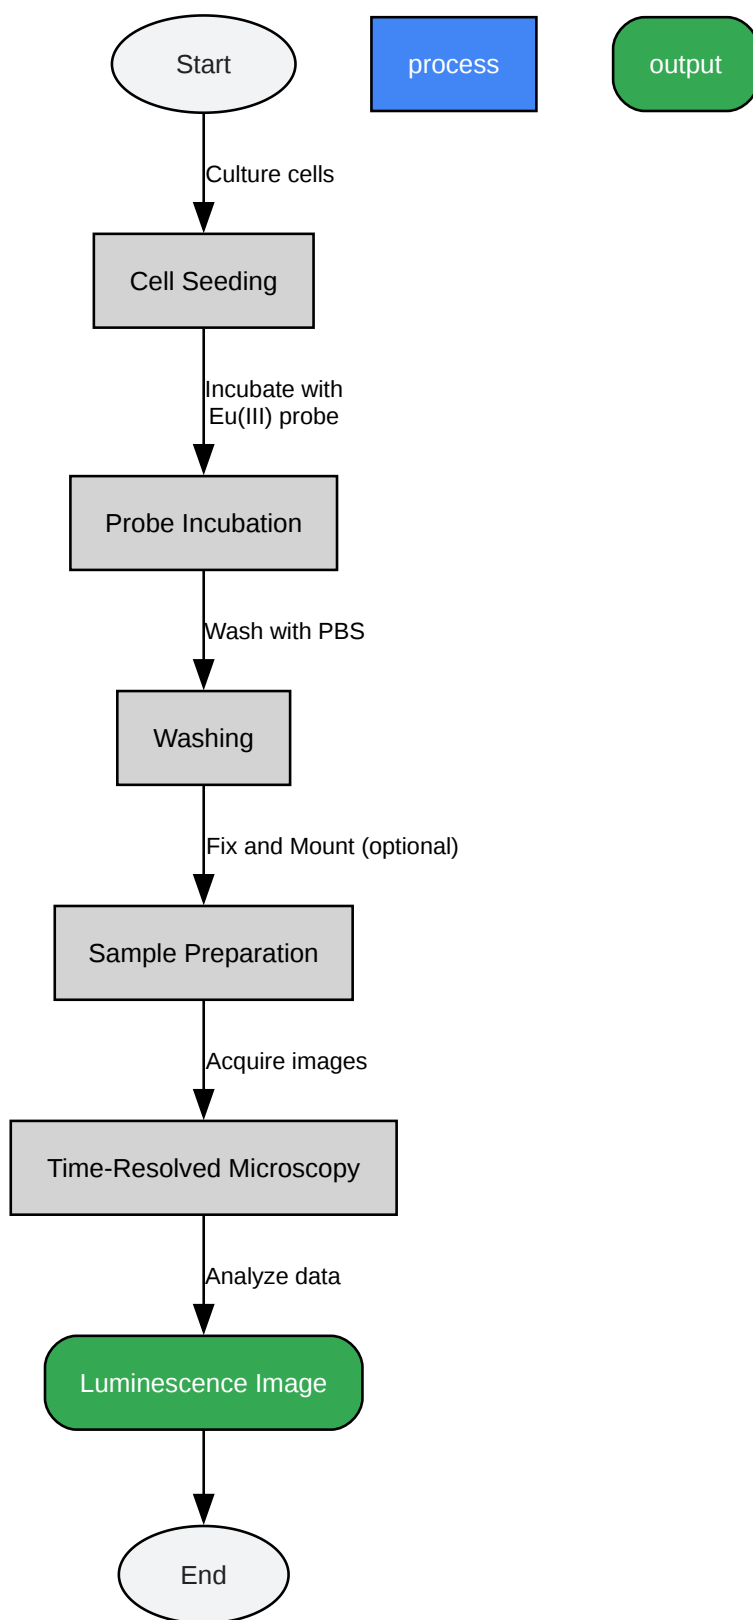 Start
process
output
Culture cells
Cell Seeding
Incubate with
Eu(III) probe
Probe Incubation
Wash with PBS
Washing
Fix and Mount (optional)
Sample Preparation
Acquire images
Time-Resolved Microscopy
Analyze data
Luminescence Image
End